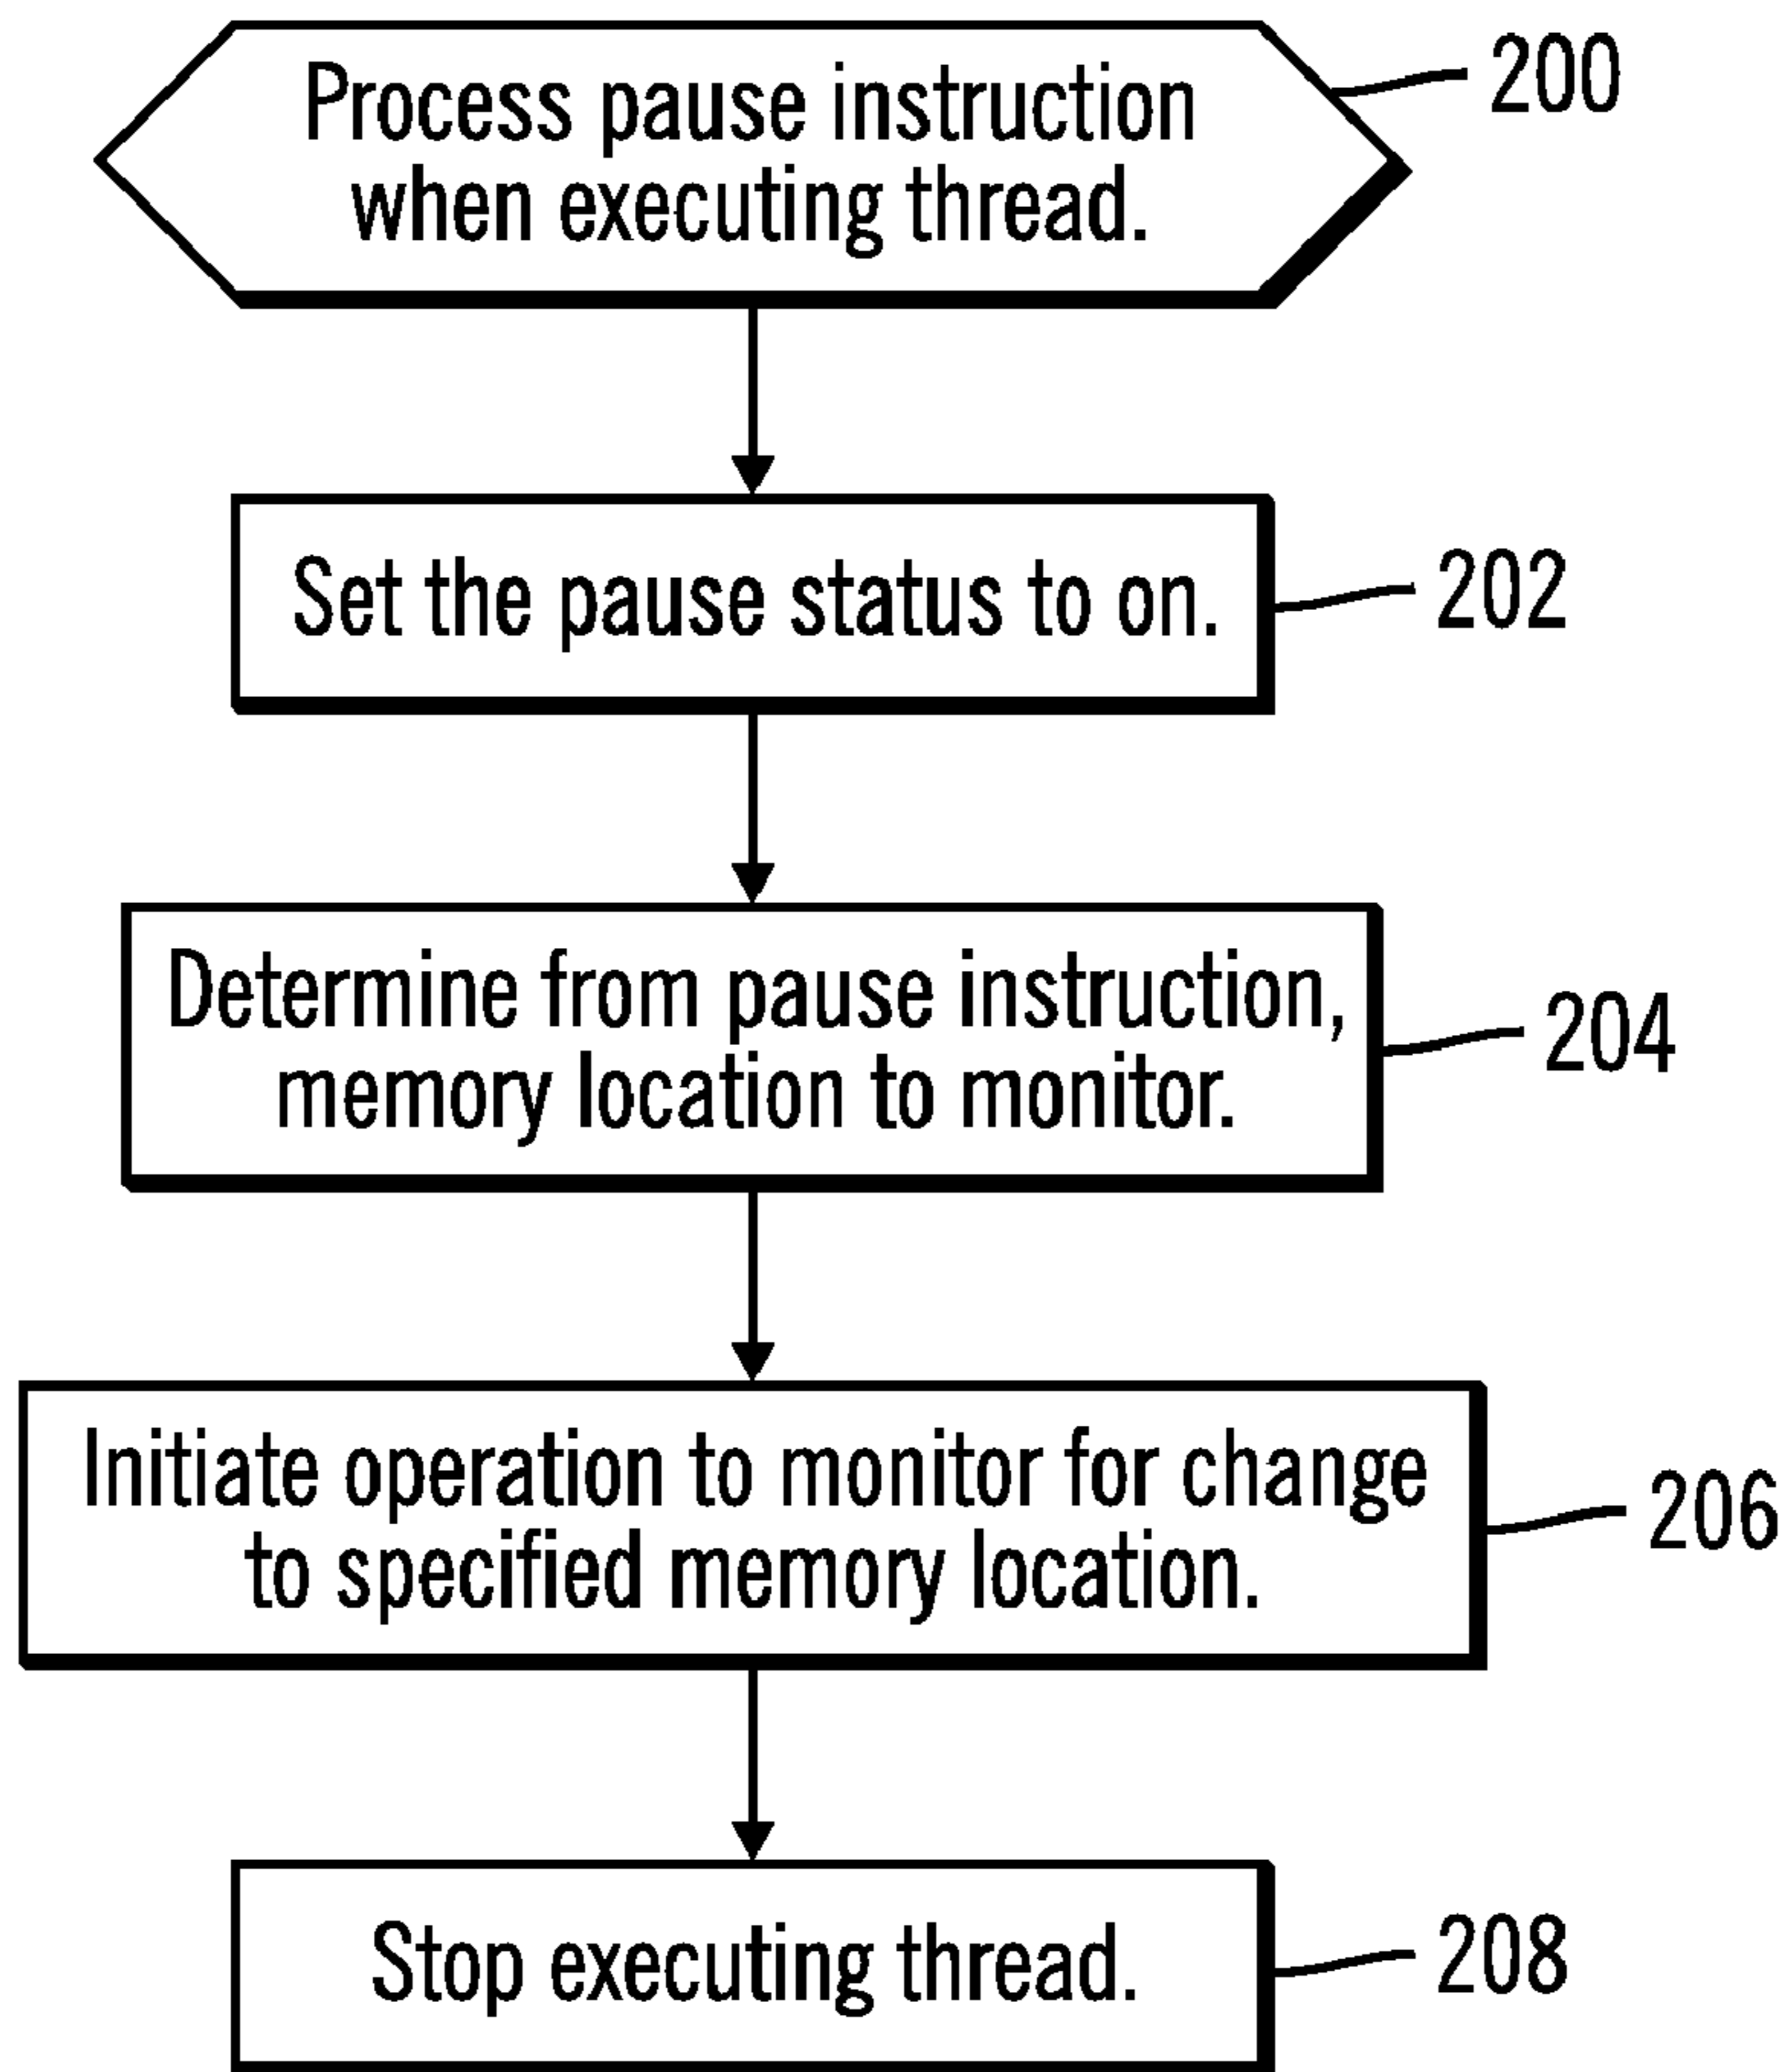 Process pause instruction
when executing thread.
200
Set the pause status to on.
202
Determine from pause instruction,
memory location to monitor.
204
Initiate operation to monitor for change
to specified memory location.
206
Stop executing thread.
208